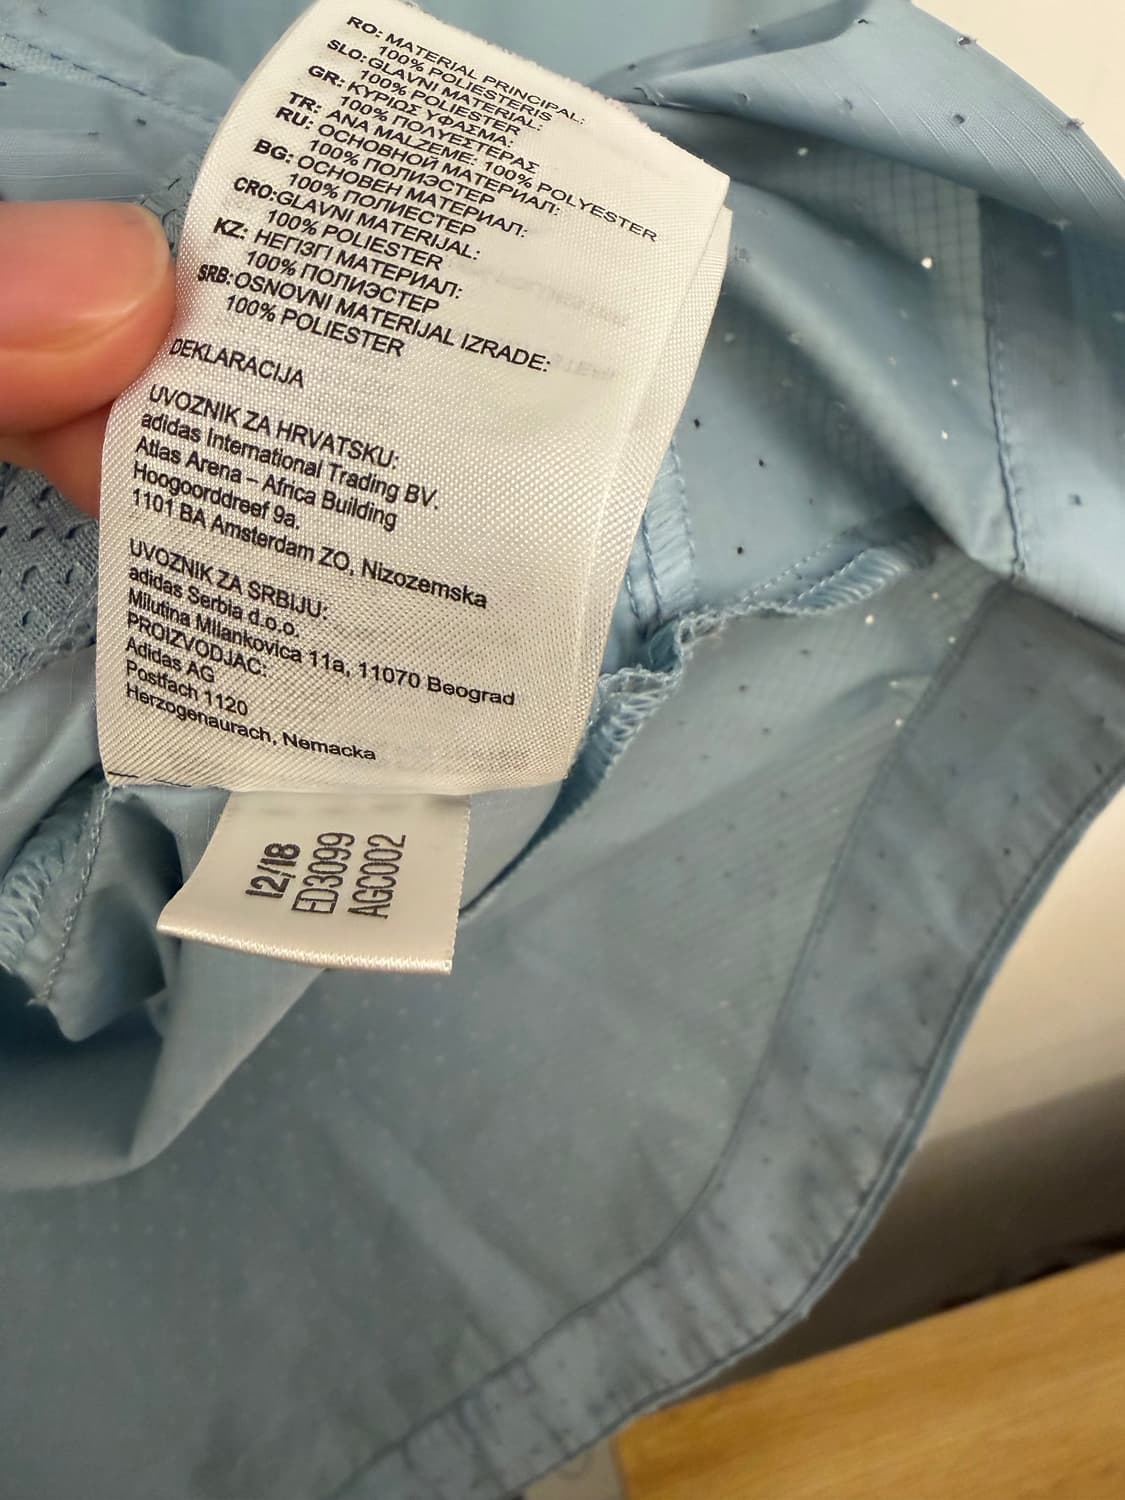 RO: MATERIAL PRINCIPAL:
100% POLIESTERIS
SLO: GLAVNI MATERIAL:
100% POLIESTER
GR: ΚΥΡΙΩΣ ΥΦΑΣΜΑ:
100% ΠΟΛΥΕΣΤΕΡΑΣ
TR: ANA MALZEME: 100% POLYESTER
RU: ОСНОВНОЙ МАТЕРИАЛ:
100% ПОЛИЭСТЕР
BG: ОСНОВЕН МАТЕРИАЛ:
100% ПОЛИЕСТЕР
CRO: GLAVNI MATERIJAL:
100% POLIESTER
KZ: НЕГІЗГІ МАТЕРИАЛ:
100% ПОЛИЭСТЕР
SRB: OSNOVNI MATERIJAL IZRADE:
100% POLIESTER
DEKLARACIJA
UVOZNIK ZA HRVATSKU:
adidas International Trading BV.
Atlas Arena – Africa Building
Hoogoorddreef 9a.
1101 BA Amsterdam ZO, Nizozemska
UVOZNIK ZA SRBIJU:
adidas Serbia d.o.o.
Milutina Milankovica 11a, 11070 Beograd
PROIZVODJAC:
Adidas AG
Postfach 1120
Herzogenaurach, Nemacka
12/18
ED3099
AGC002